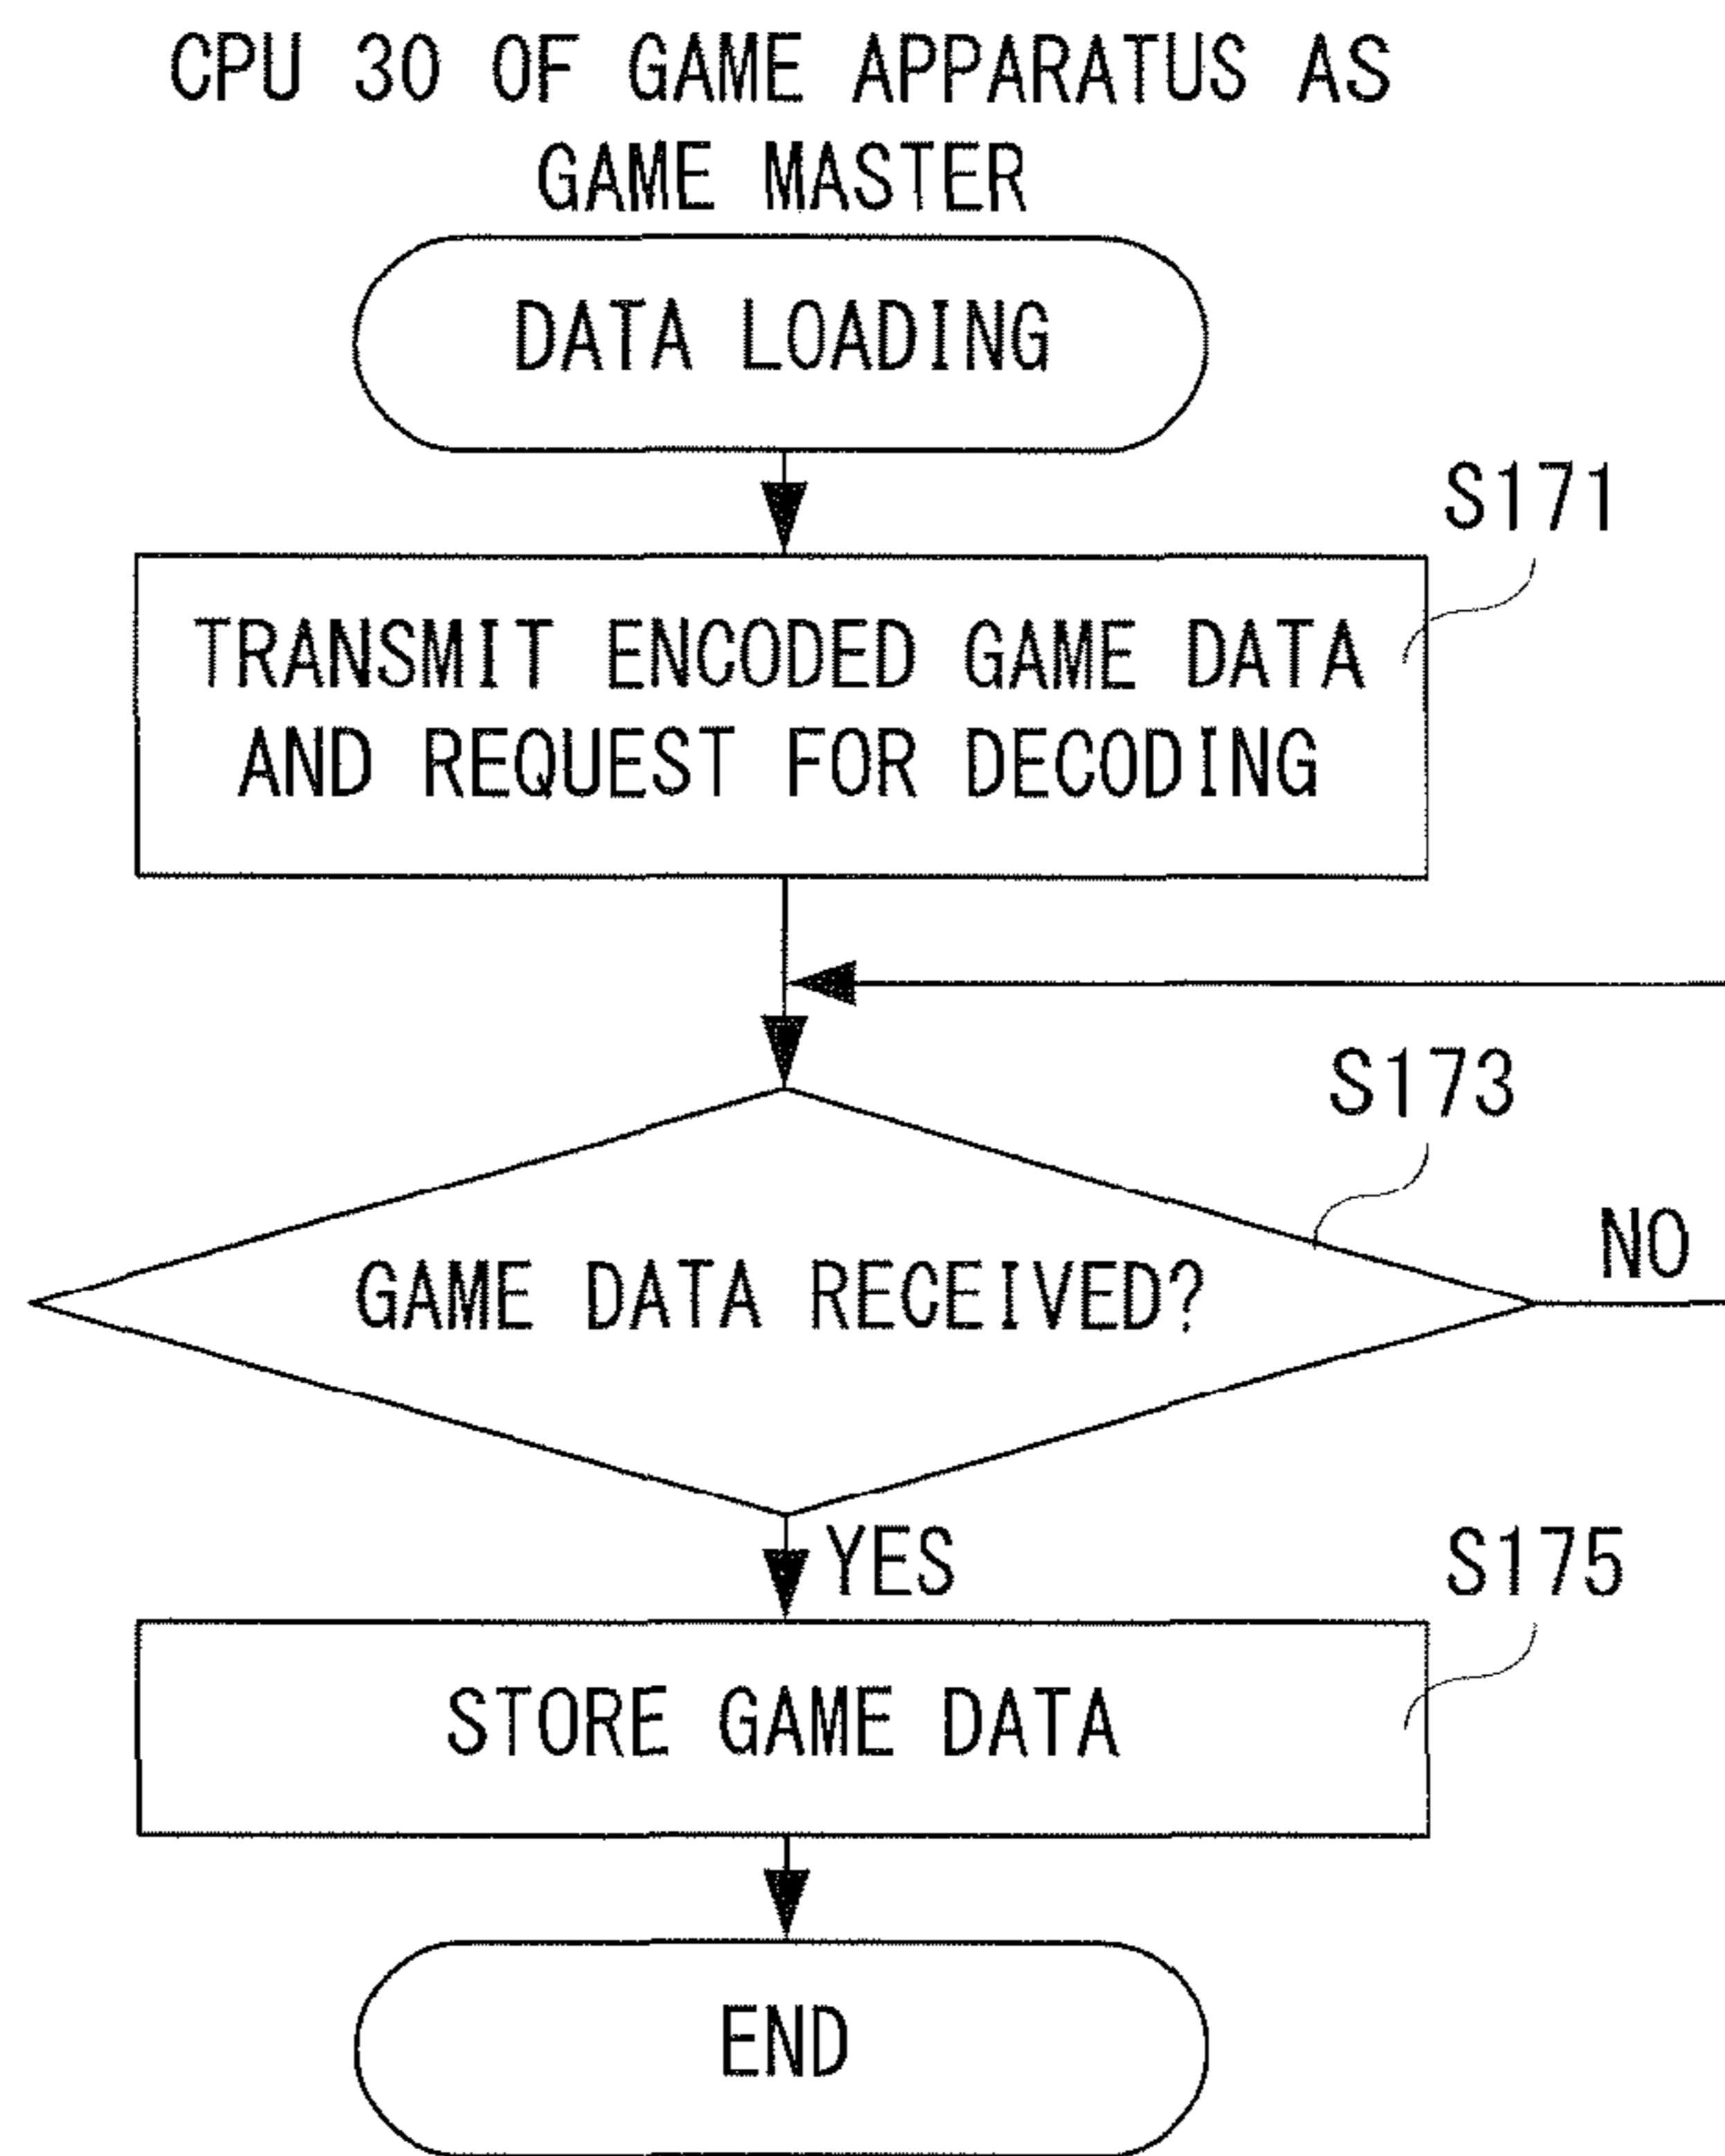 CPU 30 OF GAME APPARATUS AS
GAME MASTER
DATA LOADING
S171
TRANSMIT ENCODED GAME DATA
AND REQUEST FOR DECODING
S173
NO
GAME DATA RECEIVED?
YES
S175
STORE GAME DATA
END